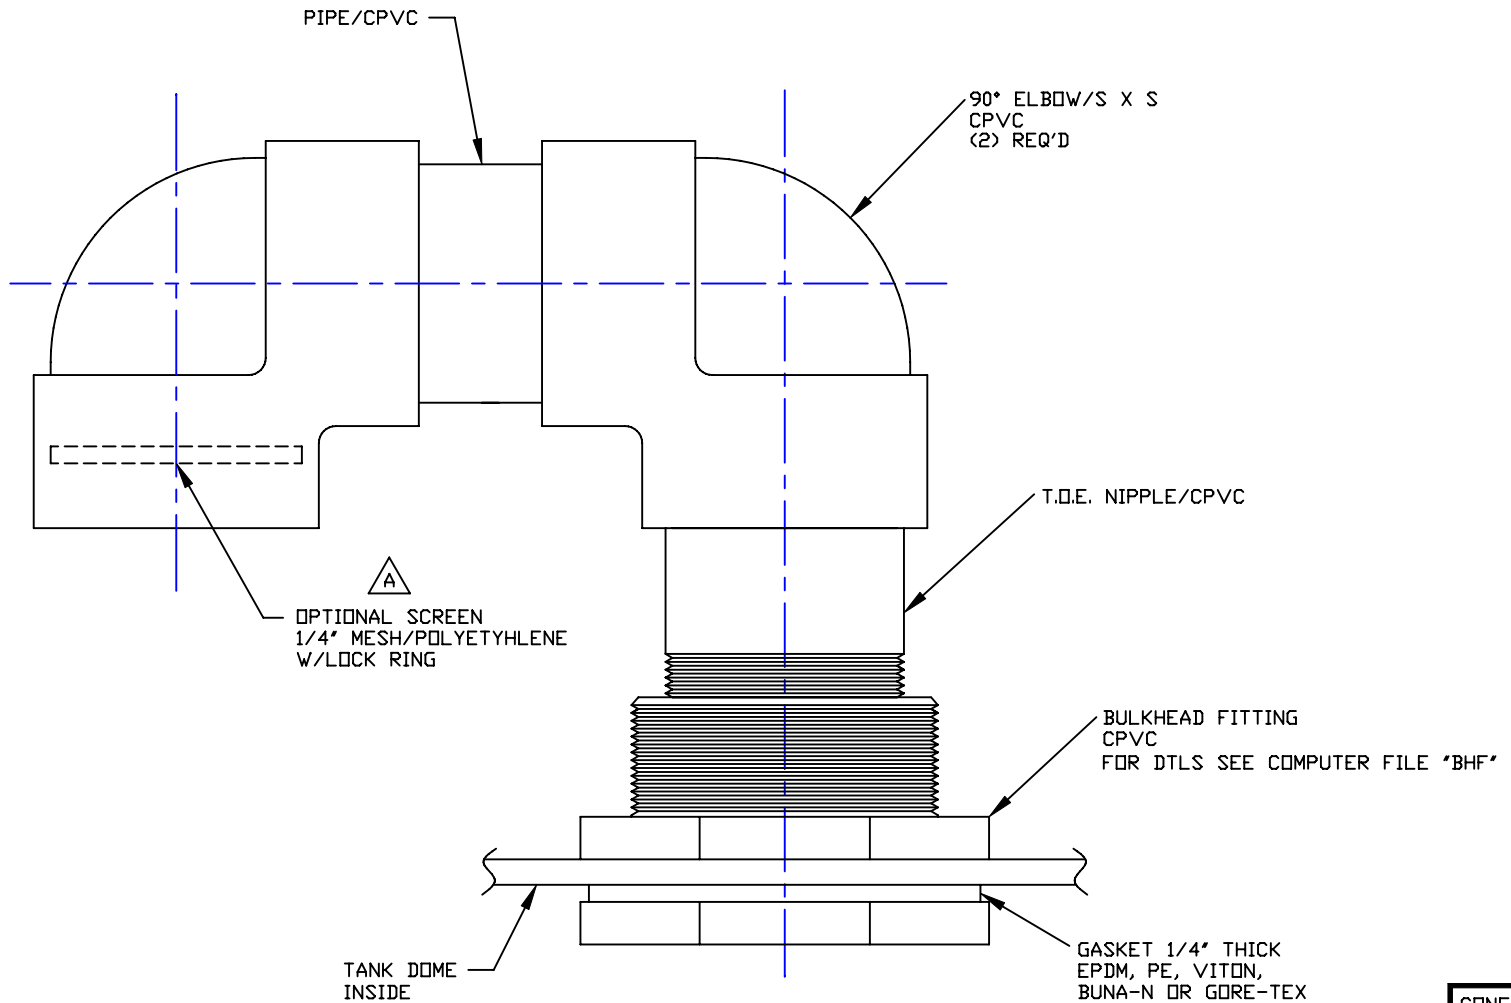 PIPE/CPVC
90° ELBOW/S X S
CPVC
(2) REQ'D
T.O.E. NIPPLE/CPVC
A
OPTIONAL SCREEN
1/4" MESH/POLYETYHLENE
W/LOCK RING
BULKHEAD FITTING
CPVC
FOR DTLS SEE COMPUTER FILE "BHF"
TANK DOME
INSIDE
GASKET 1/4" THICK
EPDM, PE, VITON,
BUNA-N OR GORE-TEX